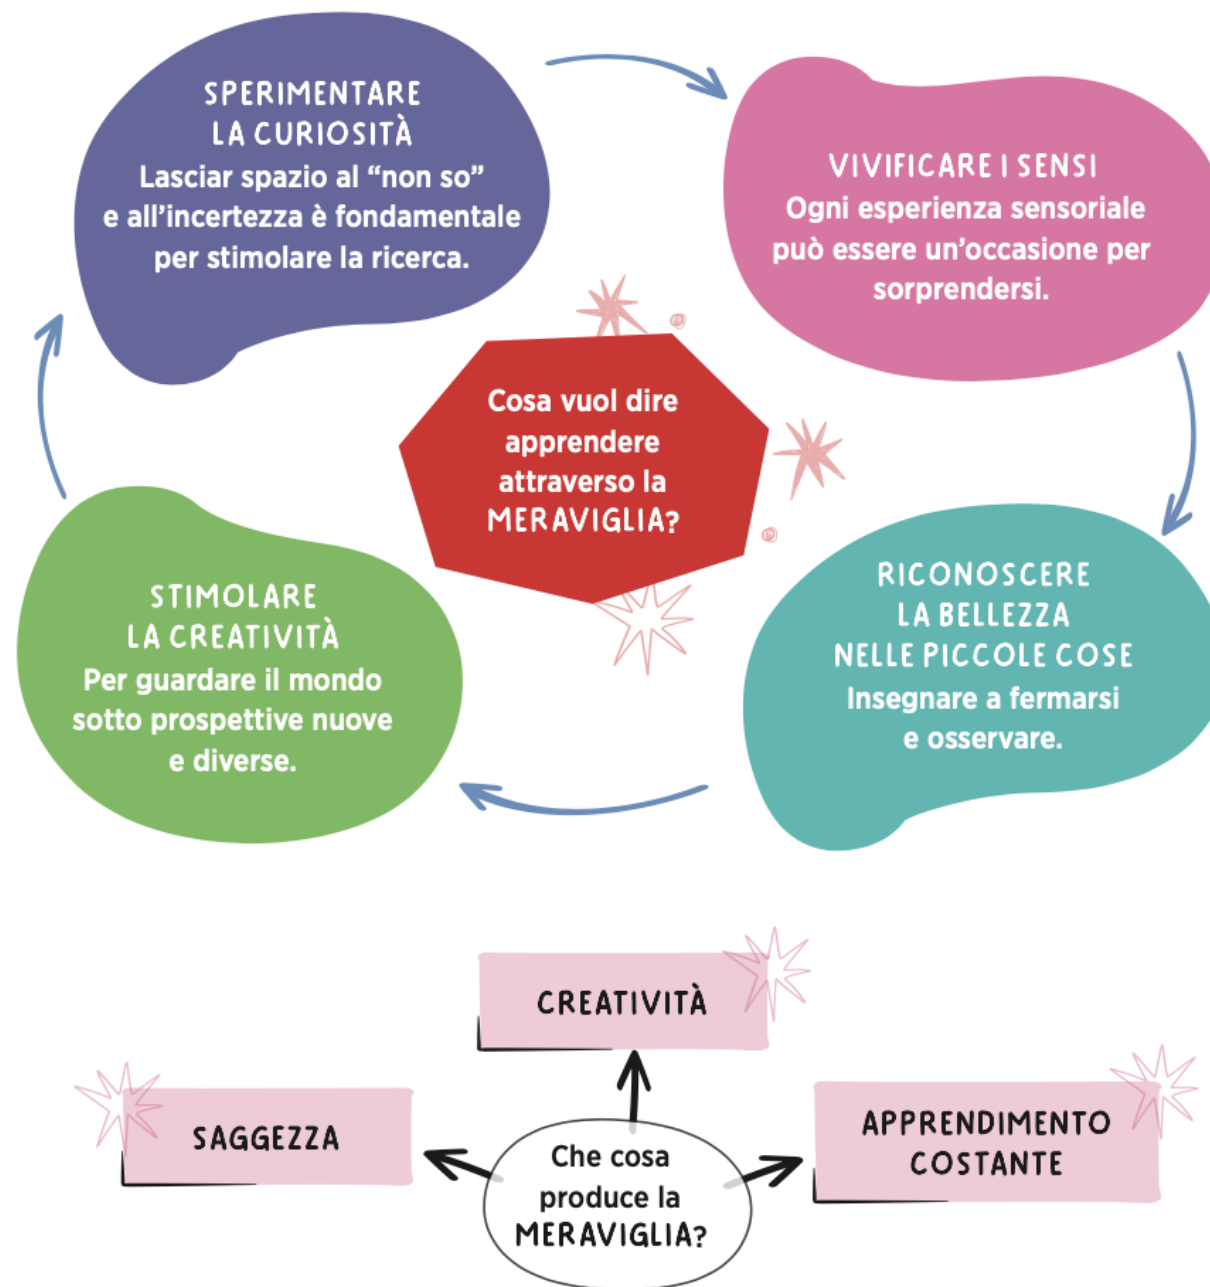 SPERIMENTARE
LA CURIOSITÀ
Lasciar spazio al “non so”
e all’incertezza è fondamentale
per stimolare la ricerca.
VIVIFICARE I SENSI
Ogni esperienza sensoriale
può essere un’occasione per
sorprendersi.
Cosa vuol dire
apprendere
attraverso la
MERAVIGLIA?
RICONOSCERE
LA BELLEZZA
NELLE PICCOLE COSE
Insegnare a fermarsi
e osservare.
STIMOLARE
LA CREATIVITÀ
Per guardare il mondo
sotto prospettive nuove
e diverse.
CREATIVITÀ
SAGGEZZA
APPRENDIMENTO
COSTANTE
Che cosa
produce la
MERAVIGLIA?